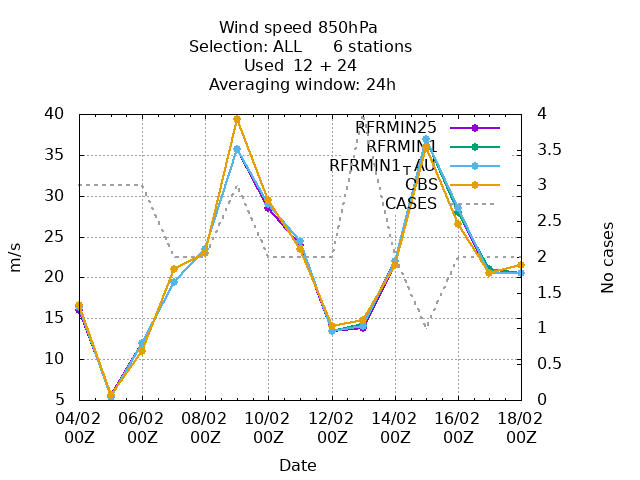 Wind speed 850hPa
Selection: ALL 6 stations
Used 12 + 24
Averaging window: 24h
40
35
30
25
20
15
10
5
m/s
4
3.5
3
2.5
2
1.5
1
0.5
0
No cases
RFRMIN25
RFRMIN1
RFRMIN1_TAU
OBS
CASES
04/02 06/02 08/02 10/02 12/02 14/02 16/02 18/02
00Z 00Z 00Z 00Z 00Z 00Z 00Z 00Z
Date